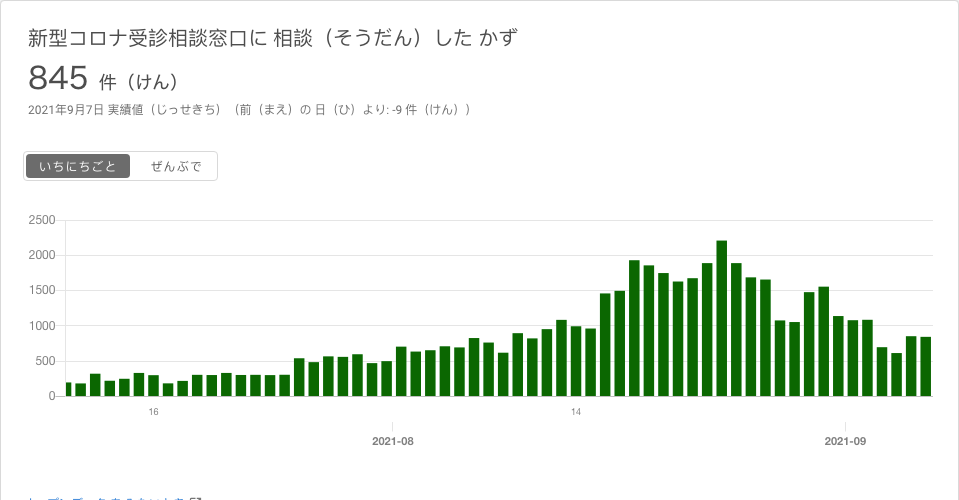 新型コロナ受診相談窓口に 相談（そうだん）した かず
845 件（けん）
2021年9月7日 実績値（じっせきち）（前（まえ）の 日（ひ）より: -9 件（けん））
いちにちごと ぜんぶで
2500
2000
1500
1000
500
0
16 14
2021-08 2021-09